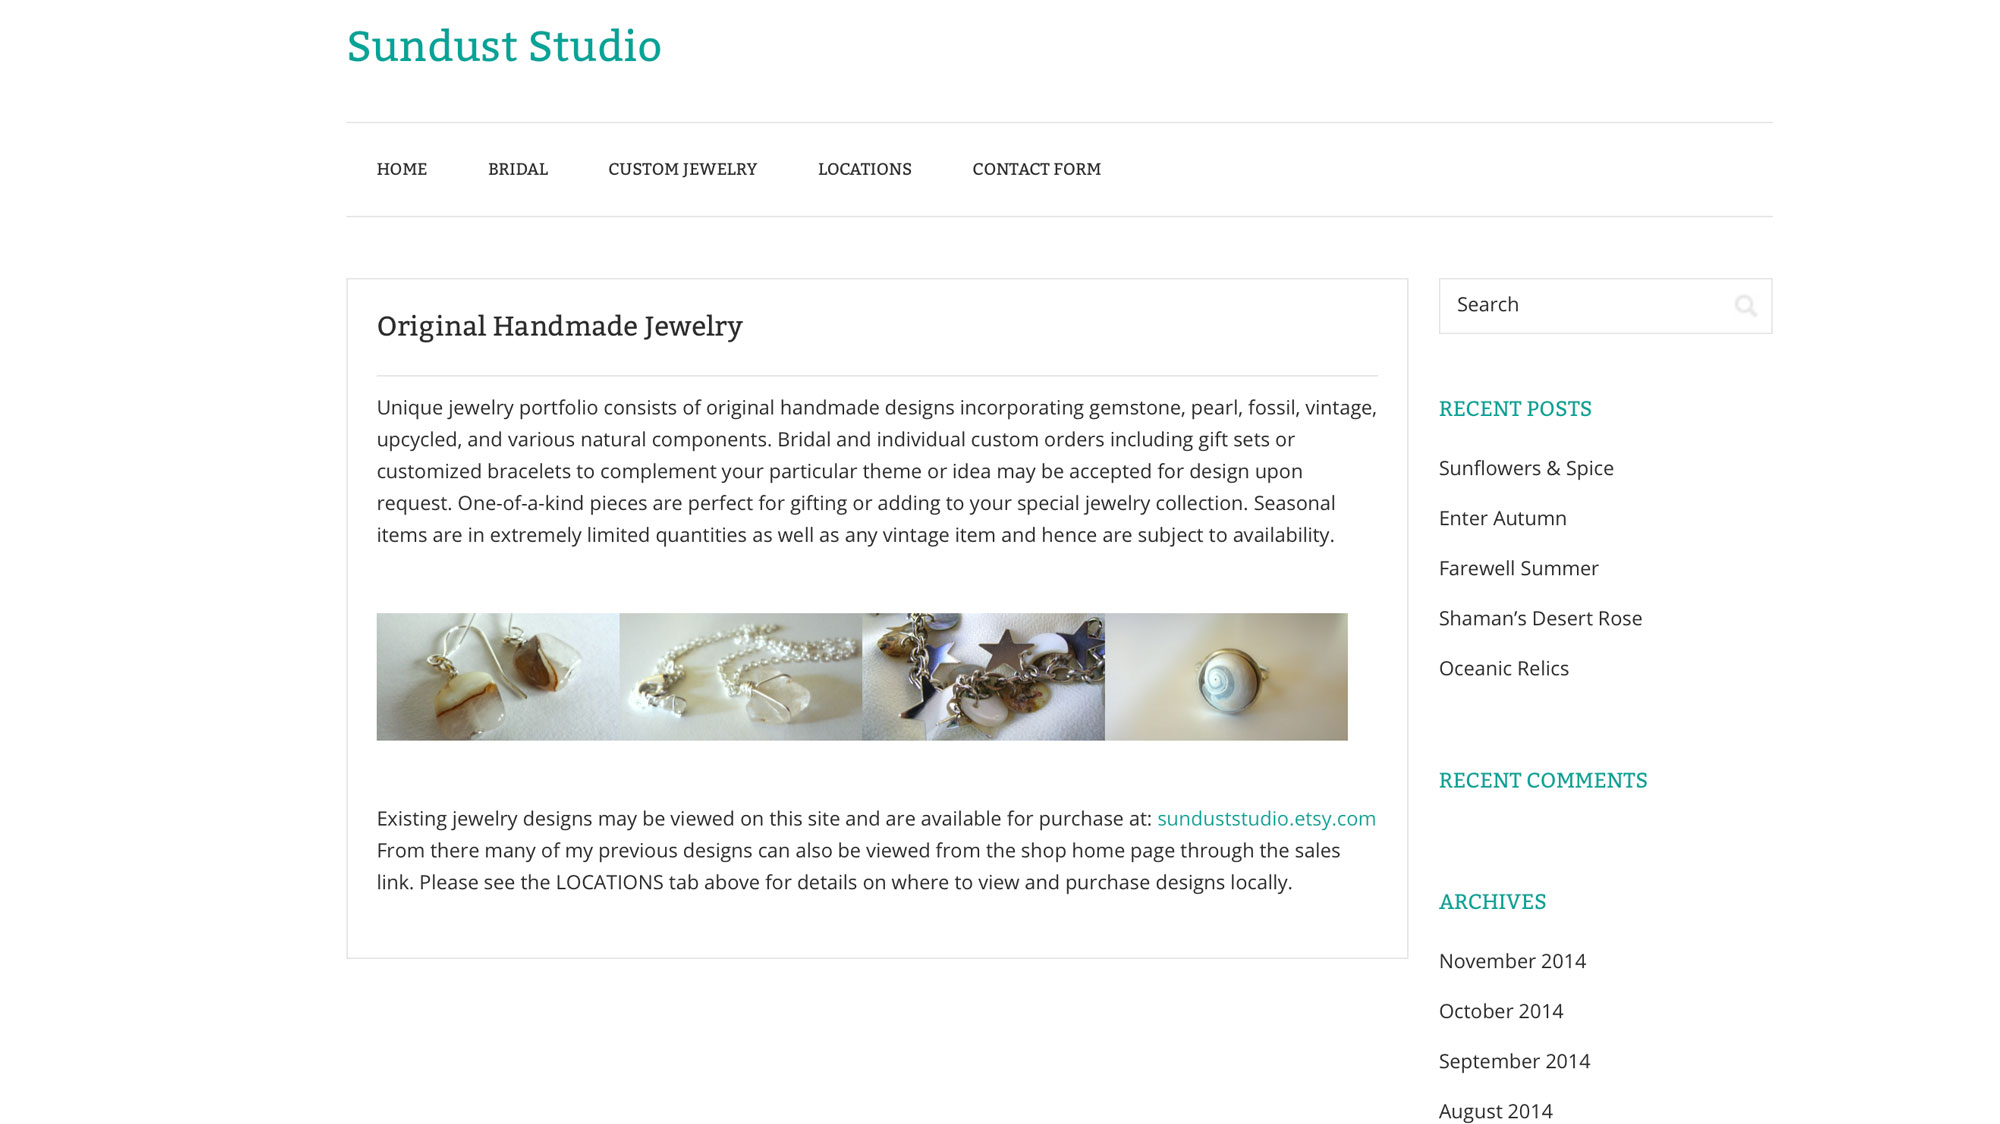 Sundust Studio
HOME
BRIDAL
CUSTOM JEWELRY
LOCATIONS
CONTACT FORM
Original Handmade Jewelry
Unique jewelry portfolio consists of original handmade designs incorporating gemstone, pearl, fossil, vintage,
upcycled, and various natural components. Bridal and individual custom orders including gift sets or
customized bracelets to complement your particular theme or idea may be accepted for design upon
request. One-of-a-kind pieces are perfect for gifting or adding to your special jewelry collection. Seasonal
items are in extremely limited quantities as well as any vintage item and hence are subject to availability.
Existing jewelry designs may be viewed on this site and are available for purchase at: sunduststudio.etsy.com
From there many of my previous designs can also be viewed from the shop home page through the sales
link. Please see the LOCATIONS tab above for details on where to view and purchase designs locally.
Search
RECENT POSTS
Sunflowers & Spice
Enter Autumn
Farewell Summer
Shaman’s Desert Rose
Oceanic Relics
RECENT COMMENTS
ARCHIVES
November 2014
October 2014
September 2014
August 2014